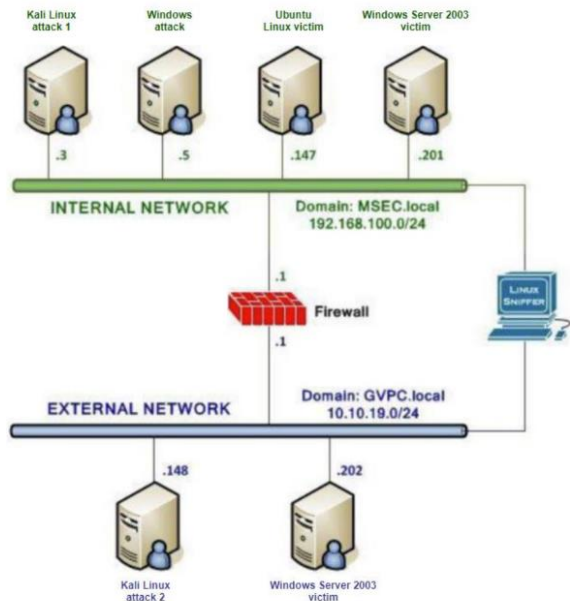 Kali Linux
attack 1
Windows
attack
Ubuntu
Linux victim
Windows Server 2003
victim
.3
.5
.147
.201
INTERNAL NETWORK
Domain: MSEC.local
192.168.100.0/24
.1
Firewall
.1
LINUX
SNIFFER
EXTERNAL NETWORK
Domain: GVPC.local
10.10.19.0/24
.148
.202
Kali Linux
attack 2
Windows Server 2003
victim